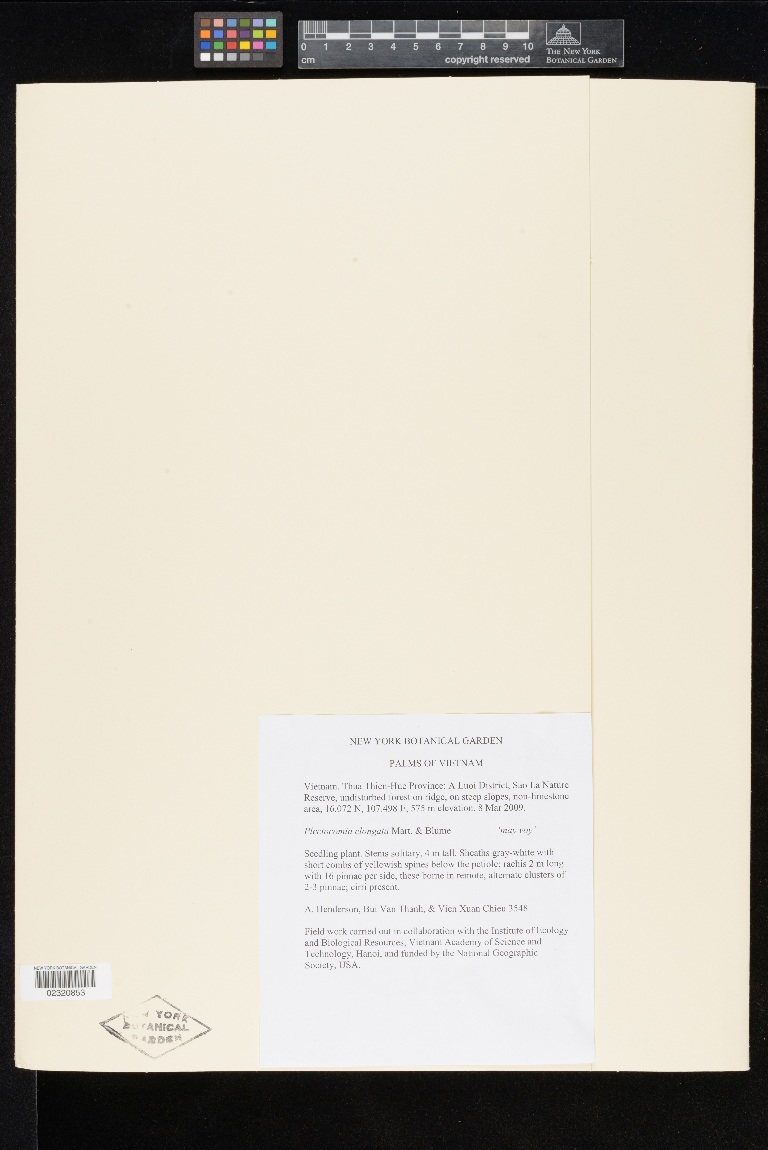 0 1 2 3 4 5 6 7 8 9 10
cm
copyright reserved
THE NEW YORK
BOTANICAL GARDEN
NEW YORK BOTANICAL GARDEN
PALMS OF VIETNAM
Vietnam. Thua Thien-Hue Province: A Luoi District, Sao La Nature
Reserve, undisturbed forest on ridge, on steep slopes, non-limestone
area, 16.072 N, 107.498 E, 575 m elevation. 8 Mar 2009.
Plectocomia elongata Mart. & Blume 'may voy'
Seedling plant. Stems solitary, 4 m tall. Sheaths gray-white with
short combs of yellowish spines below the petiole; rachis 2 m long
with 16 pinnae per side, these borne in remote, alternate clusters of
2-3 pinnae; cirri present.
A. Henderson, Bui Van Thanh, & Vien Xuan Chieu 3548
Field work carried out in collaboration with the Institute of Ecology
and Biological Resources, Vietnam Academy of Science and
Technology, Hanoi, and funded by the National Geographic
Society, USA.
NEW YORK BOTANICAL GARDEN
02320853
NEW YORK
BOTANICAL
GARDEN